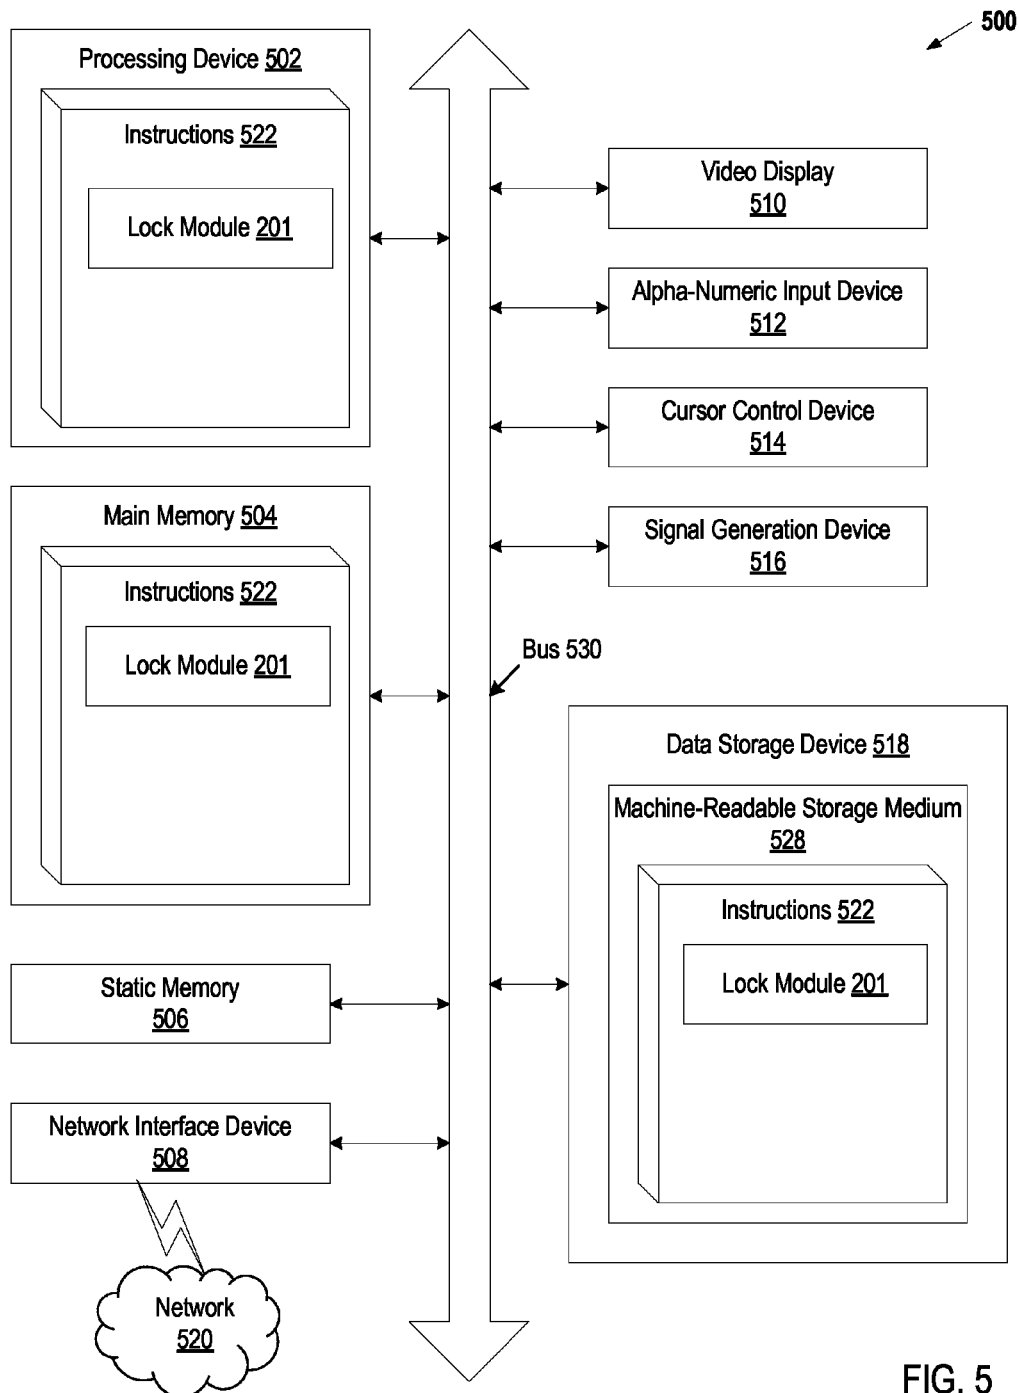 500
Processing Device 502
Instructions 522
Lock Module 201
Video Display
510
Alpha-Numeric Input Device
512
Cursor Control Device
514
Main Memory 504
Instructions 522
Lock Module 201
Signal Generation Device
516
Bus 530
Data Storage Device 518
Machine-Readable Storage Medium
528
Instructions 522
Lock Module 201
Static Memory
506
Network Interface Device
508
Network
520
FIG. 5